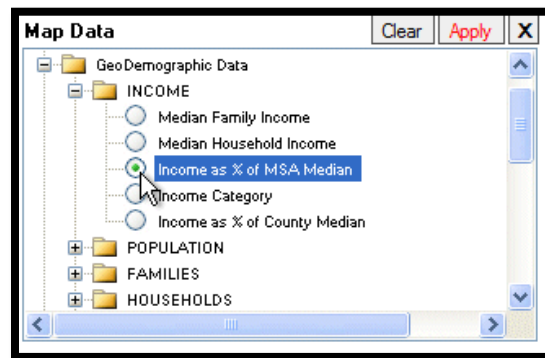 Map Data Clear Apply X
GeoDemographic Data
INCOME
Median Family Income
Median Household Income
Income as % of MSA Median
Income Category
Income as % of County Median
POPULATION
FAMILIES
HOUSEHOLDS